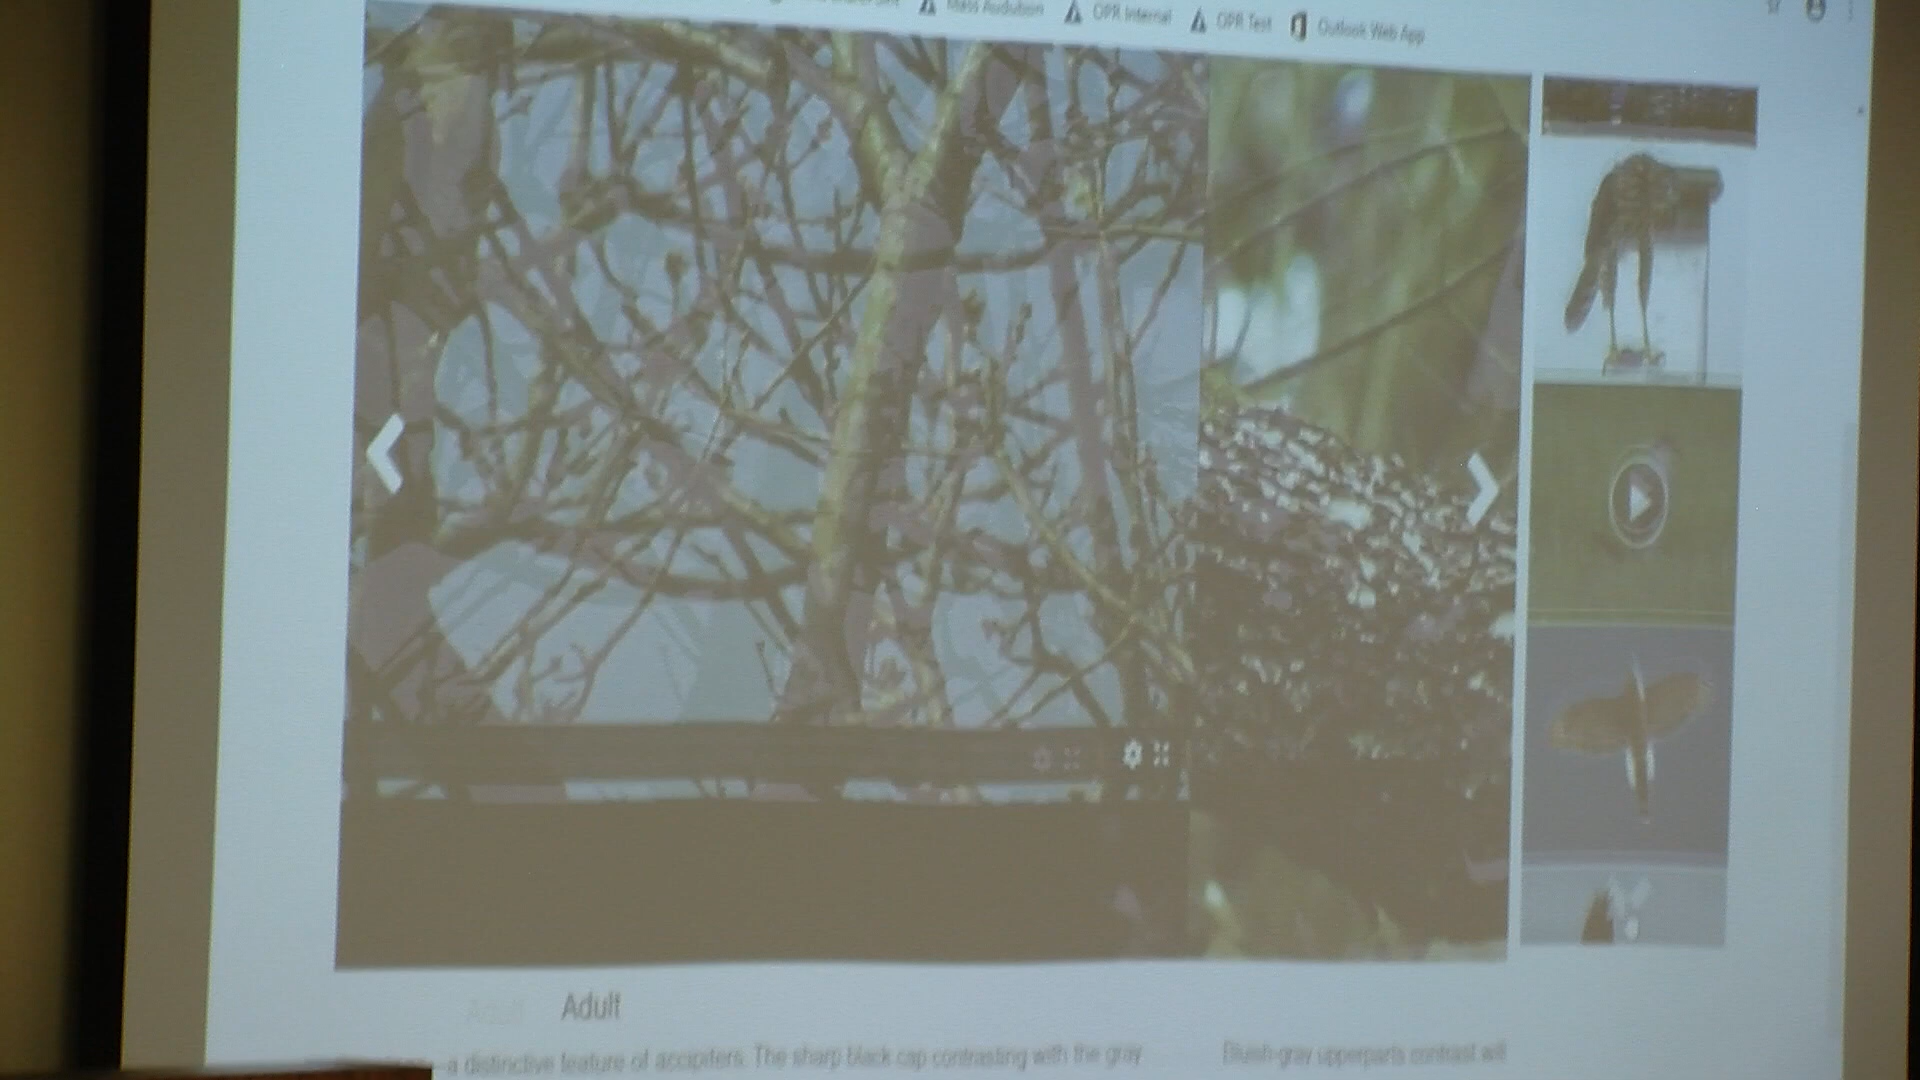 Mass Audubon OPR Internal OPR Test Outlook Web App
Adult
a distinctive feature of accipiters. The sharp black cap contrasting with the gray
Bluish-gray upperparts contrast wit